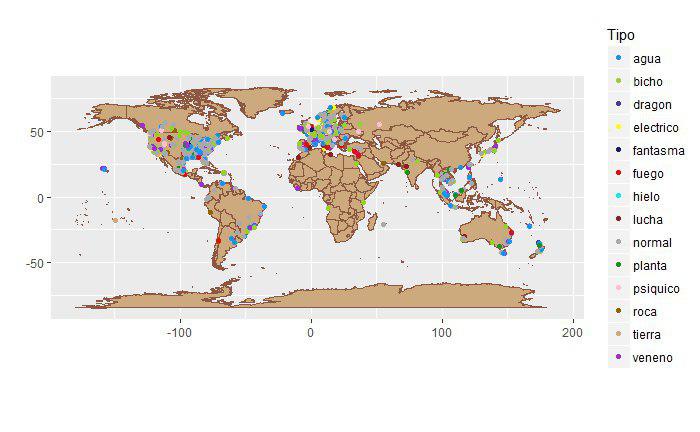 Tipo
agua
bicho
dragon
electrico
fantasma
fuego
hielo
lucha
normal
planta
psiquico
roca
tierra
veneno
50
0
-50
-100
0
100
200